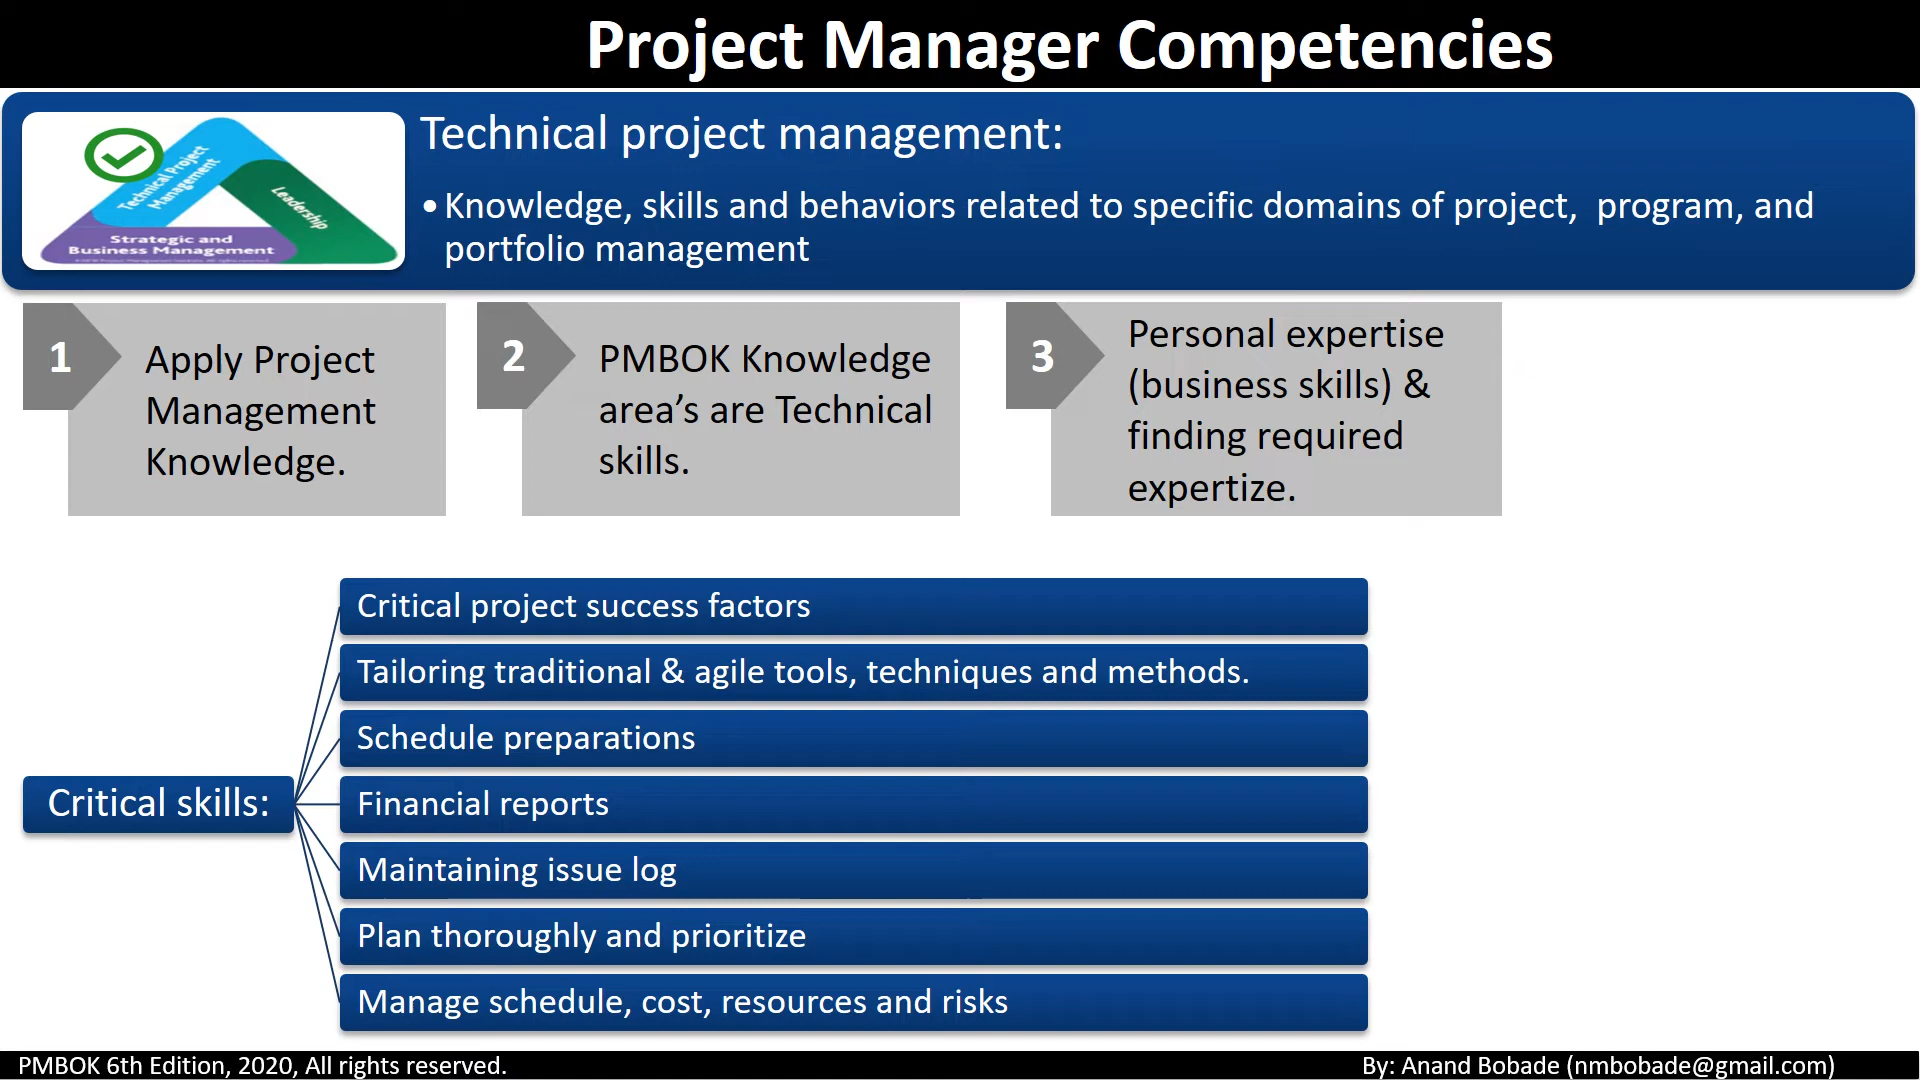 Project Manager Competencies
Technical Project
Management
Leadership
Strategic and
Business Management
Technical project management:
•Knowledge, skills and behaviors related to specific domains of project, program, and
portfolio management
1
Apply Project
Management
Knowledge.
2
PMBOK Knowledge
area’s are Technical
skills.
3
Personal expertise
(business skills) &
finding required
expertize.
Critical skills:
Critical project success factors
Tailoring traditional & agile tools, techniques and methods.
Schedule preparations
Financial reports
Maintaining issue log
Plan thoroughly and prioritize
Manage schedule, cost, resources and risks
PMBOK 6th Edition, 2020, All rights reserved.
By: Anand Bobade (nmbobade@gmail.com)